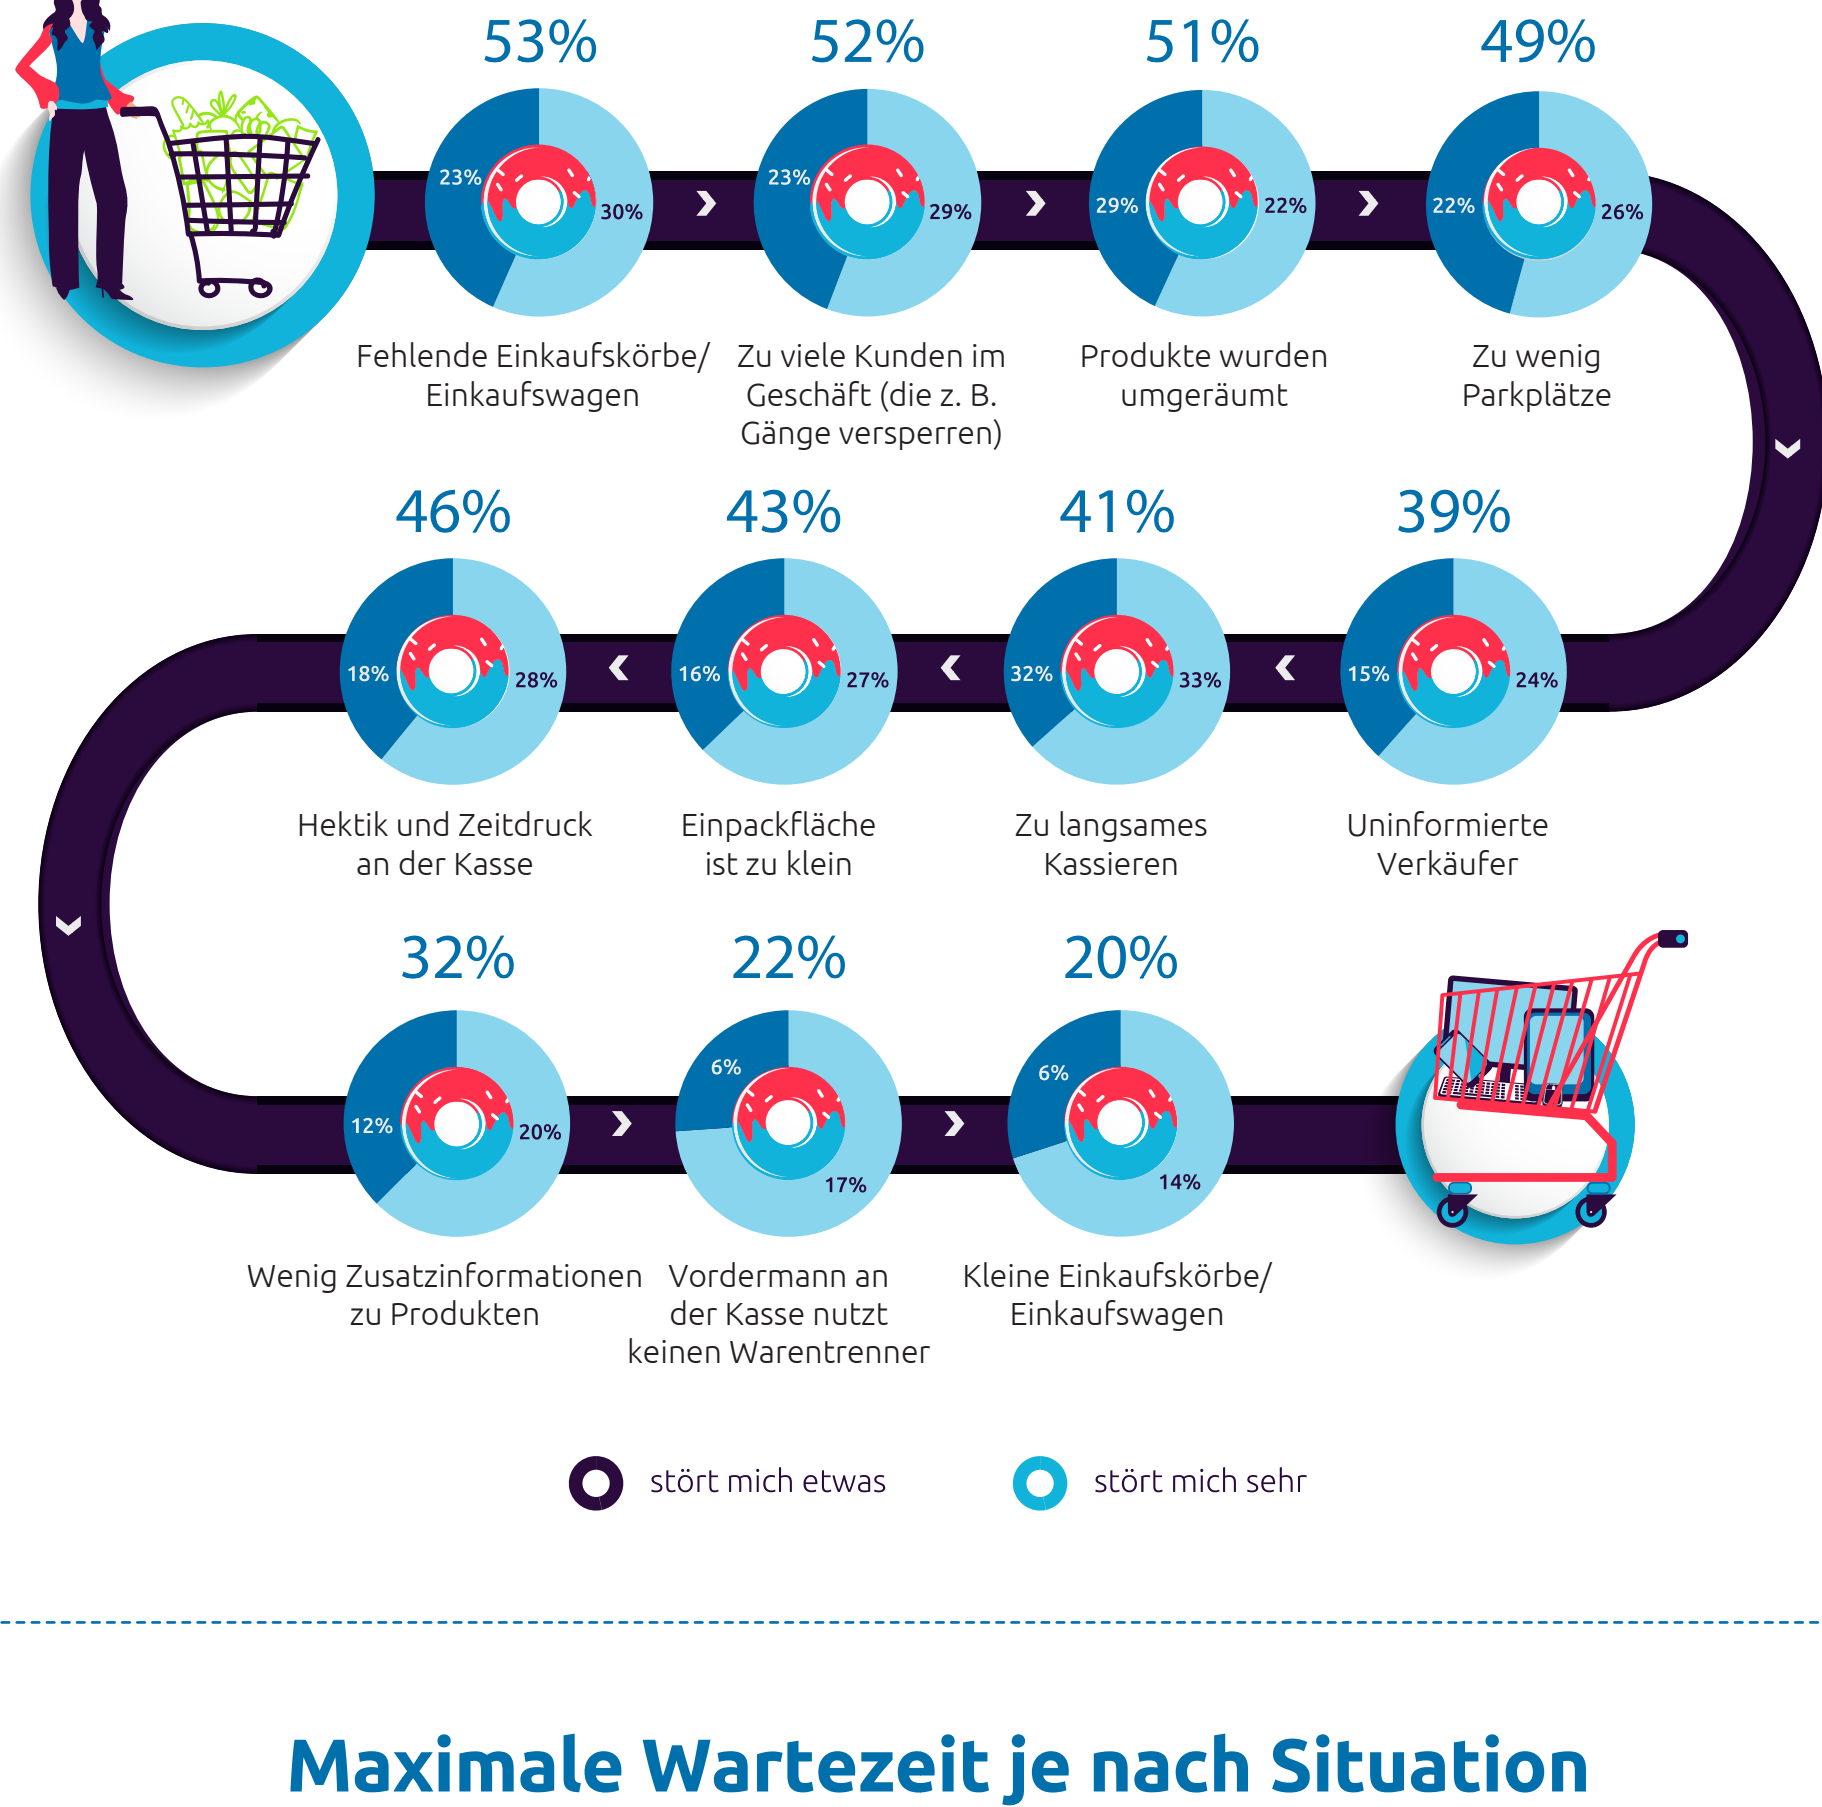 53%
52%
51%
49%
23%
30%
23%
29%
29%
22%
22%
26%
Fehlende Einkaufskörbe/
Einkaufswagen
Zu viele Kunden im
Geschäft (die z. B.
Gänge versperren)
Produkte wurden
umgeräumt
Zu wenig
Parkplätze
46%
43%
41%
39%
18%
28%
16%
27%
32%
33%
15%
24%
Hektik und Zeitdruck
an der Kasse
Einpackfläche
ist zu klein
Zu langsames
Kassieren
Uninformierte
Verkäufer
32%
22%
20%
12%
20%
6%
17%
6%
14%
Wenig Zusatzinformationen
zu Produkten
Vordermann an
der Kasse nutzt
keinen Warentrenner
Kleine Einkaufskörbe/
Einkaufswagen
stört mich etwas
stört mich sehr
Maximale Wartezeit je nach Situation